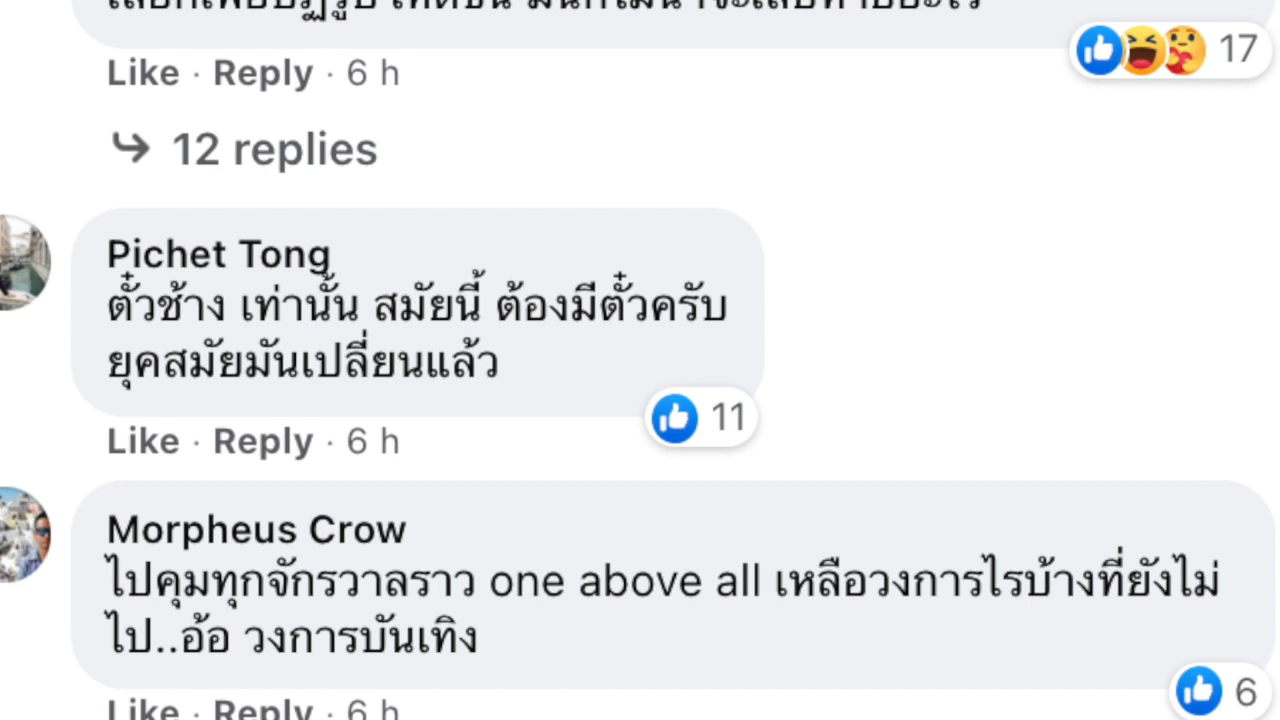 Like · Reply · 6 h
17
12 replies
Pichet Tong
ตั๋วช้าง เท่านั้น สมัยนี้ ต้องมีตั๋วครับ
ยุคสมัยมันเปลี่ยนแล้ว
11
Like · Reply · 6 h
Morpheus Crow
ไปคุมทุกจักรวาลราว one above all เหลือวงการไรบ้างที่ยังไม่
ไป..อ้อ วงการบันเทิง
6
Like · Reply · 6 h